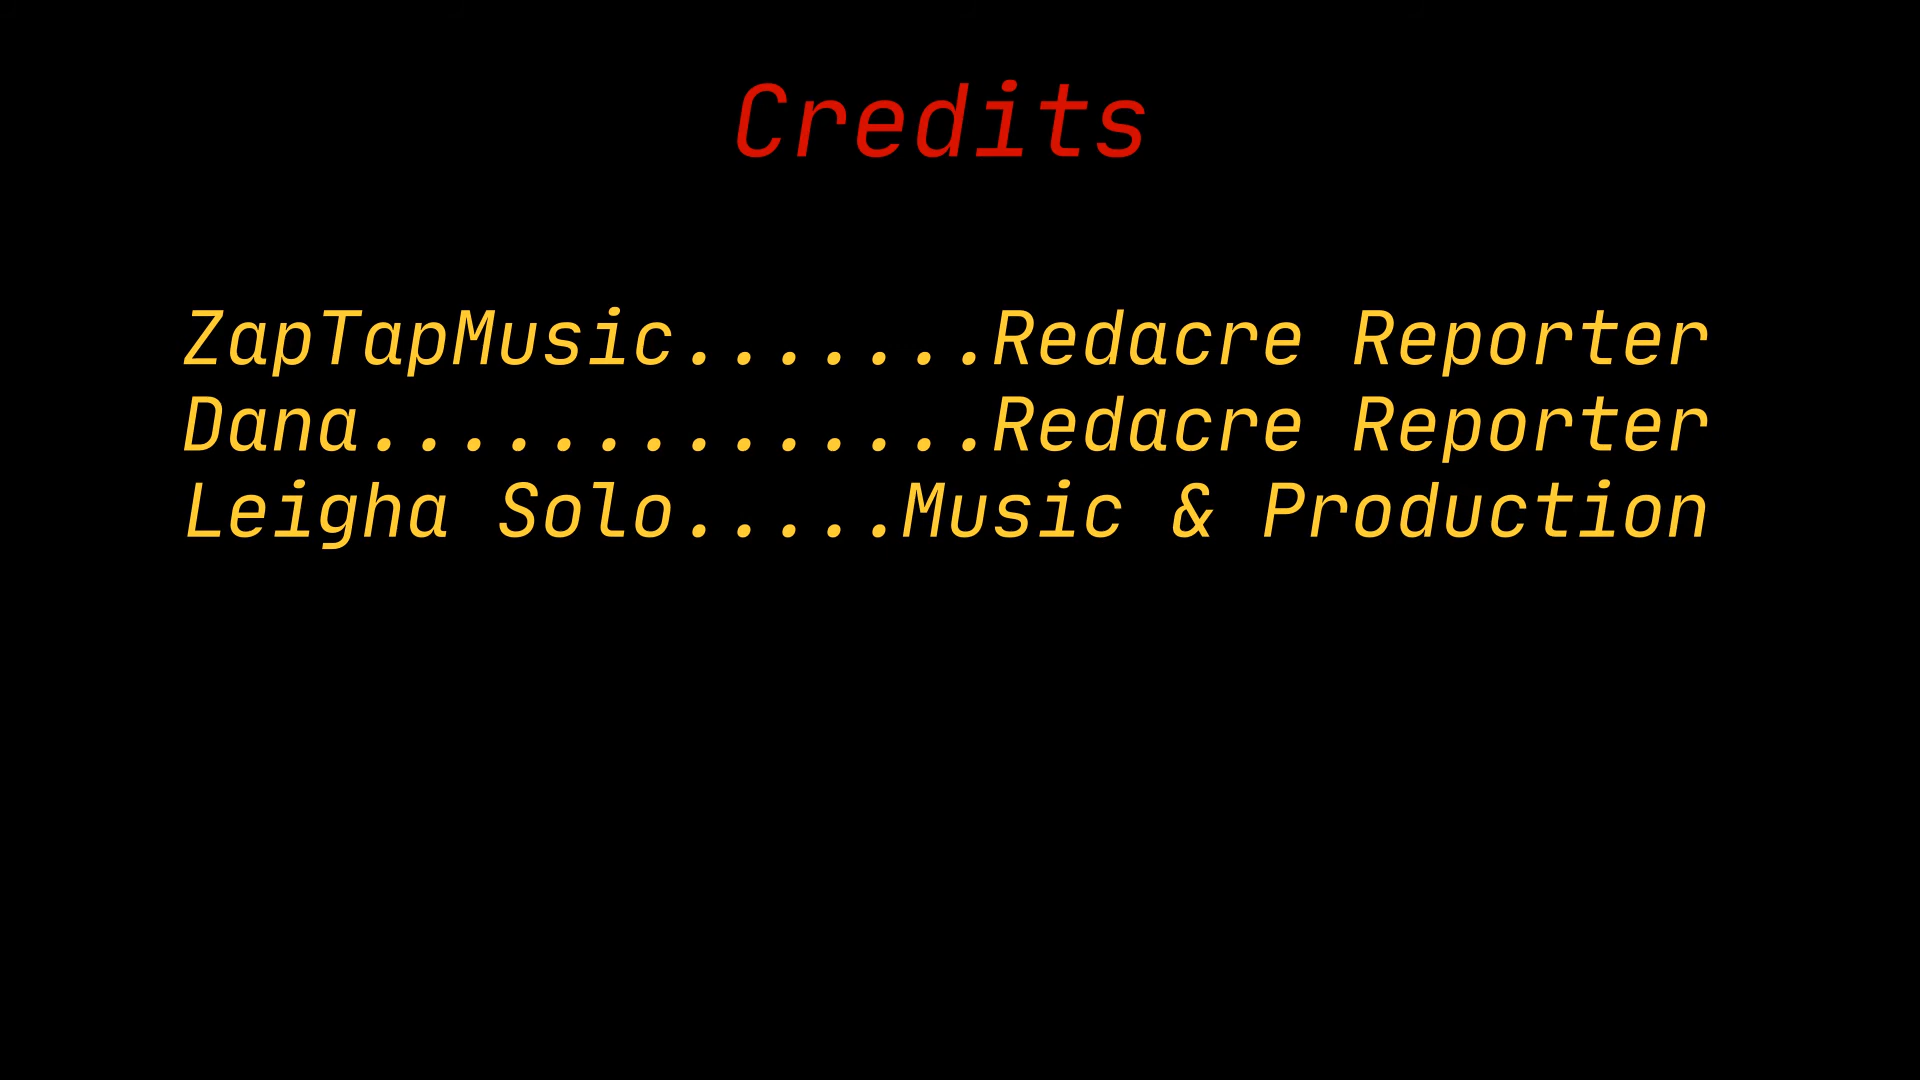 Credits
ZapTapMusic.......Redacre Reporter
Dana..............Redacre Reporter
Leigha Solo.....Music & Production